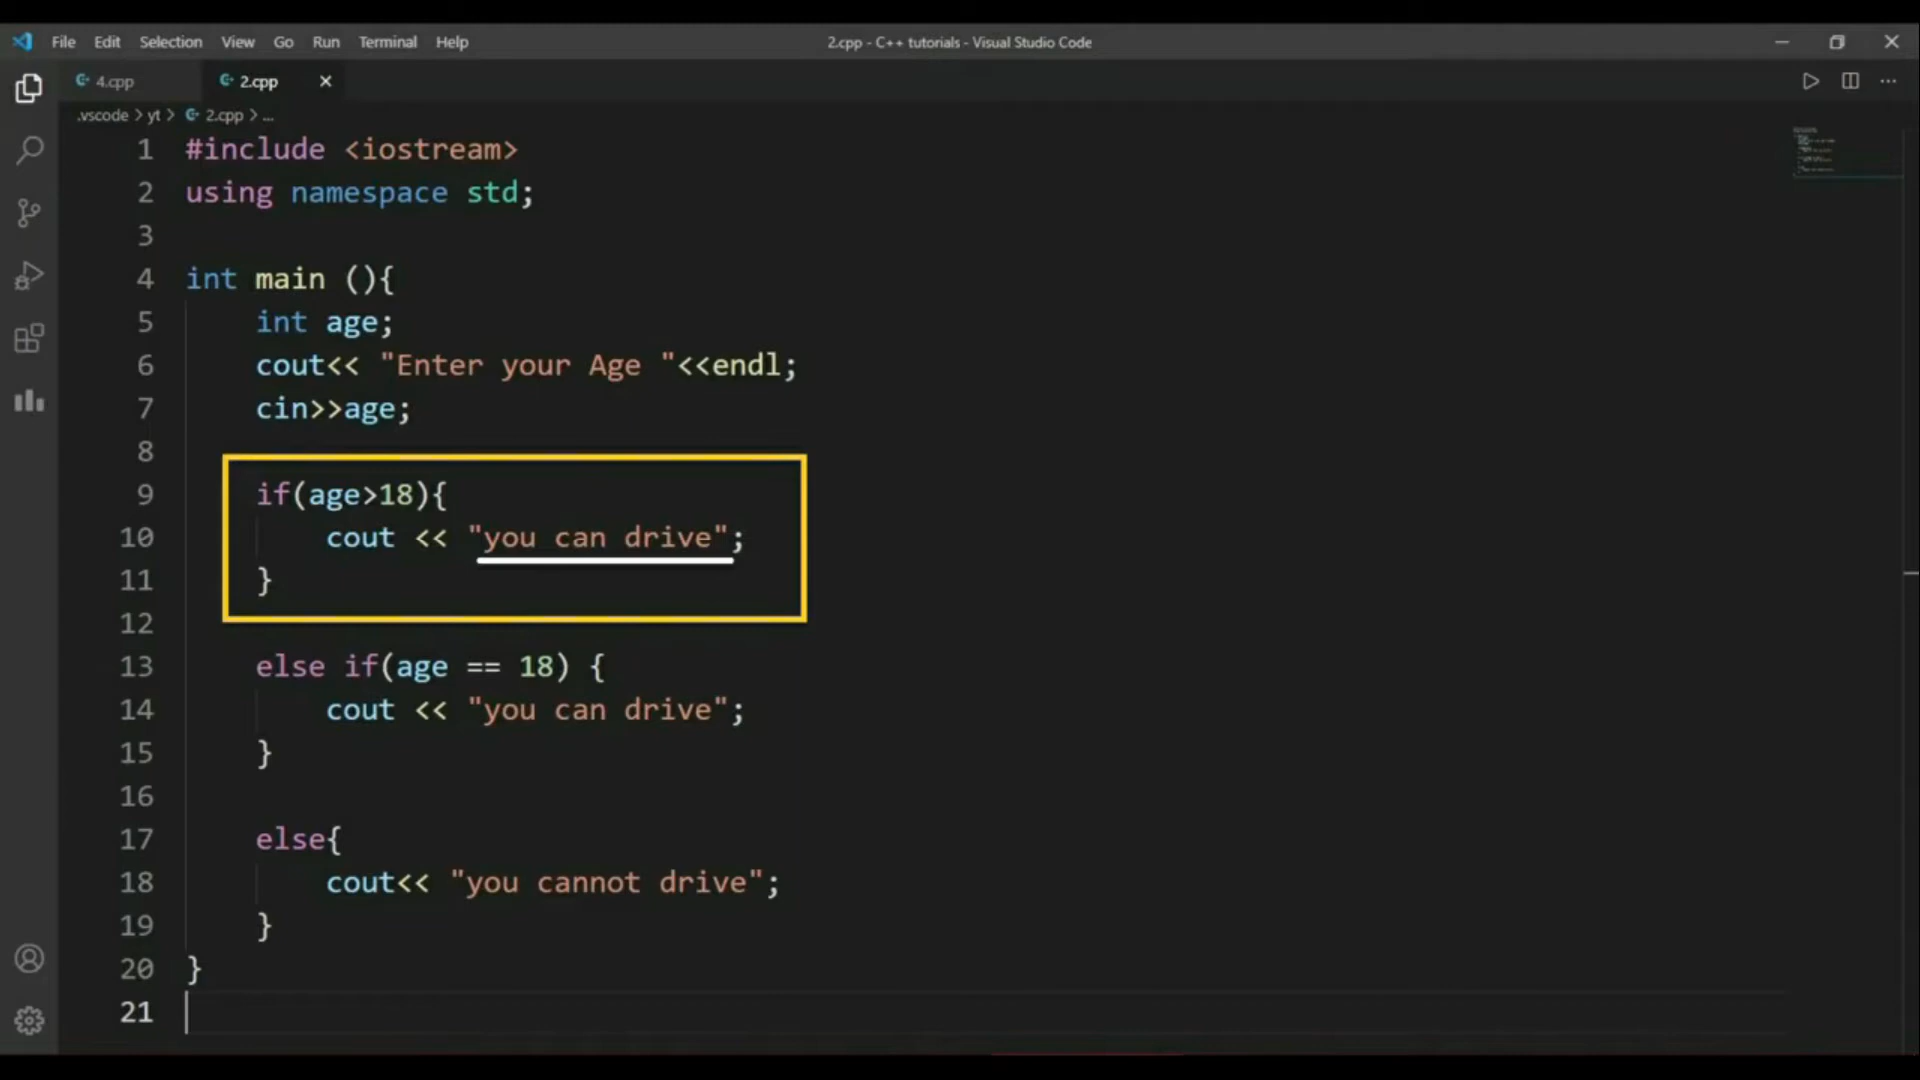 File Edit Selection View Go Run Terminal Help
2.cpp - C++ tutorials - Visual Studio Code
4.cpp
2.cpp
.vscode > yt > 2.cpp > ...
1 #include <iostream>
2 using namespace std;
3
4 int main (){
5 int age;
6 cout<< "Enter your Age "<<endl;
7 cin>>age;
8
9 if(age>18){
10 cout << "you can drive";
11 }
12
13 else if(age == 18) {
14 cout << "you can drive";
15 }
16
17 else{
18 cout<< "you cannot drive";
19 }
20 }
21